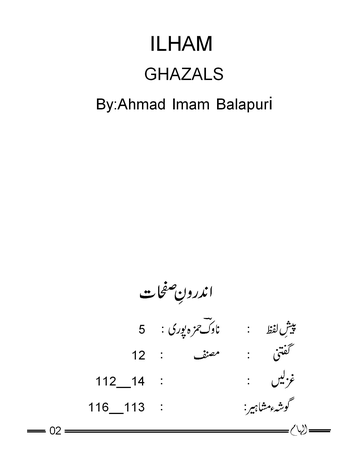 ILHAM
GHAZALS
By:Ahmad Imam Balapuri
اندرونِ صفحات
پیش لفظ : ناوکؔ حمزہ پوری : 5
گفتنی : مصنف : 12
غزلیں : : 14__112
گوشۂ مشاہیر: : 113__116
02 الہام